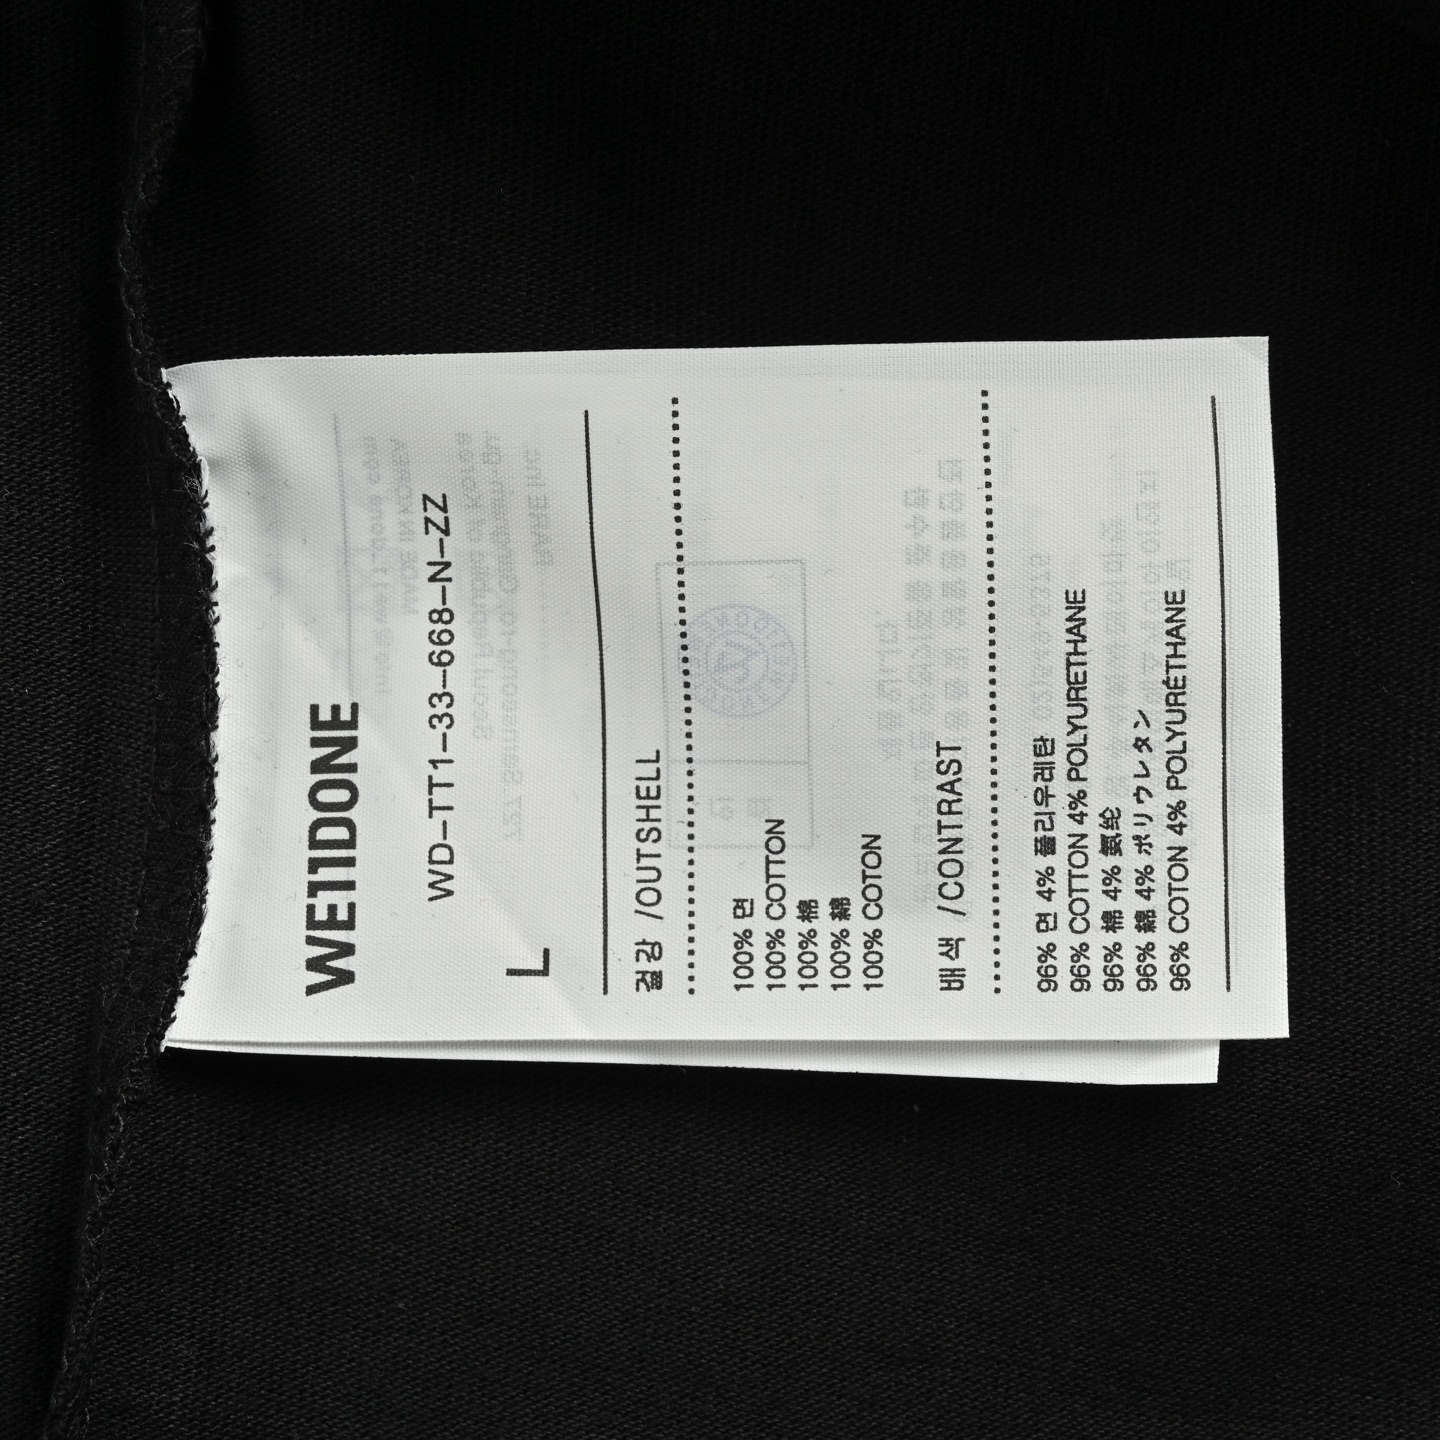 WE11DONE
WD-TT1-33-668-N-ZZ
L
겉감 /OUTSHELL
100% 면
100% COTTON
100% 棉
100% 綿
100% COTON
배색 /CONTRAST
96% 면 4% 폴리우레탄
96% COTTON 4% POLYURETHANE
96% 棉 4% 氨纶
96% 綿 4% ポリウレタン
96% COTON 4% POLYURÉTHANE